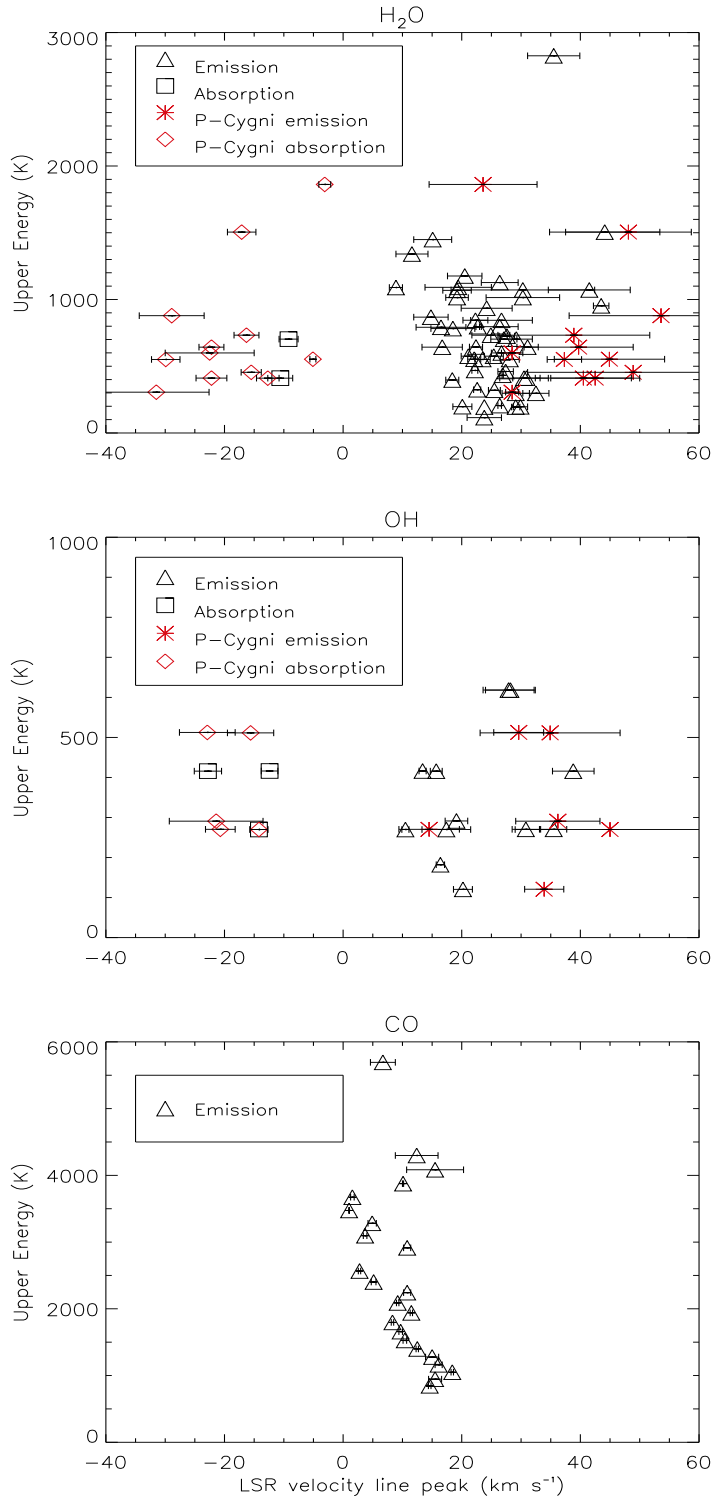 H₂O
3000
2000
1000
0
Upper Energy (K)
Emission
Absorption
P-Cygni emission
P-Cygni absorption
-40 -20 0 20 40 60
OH
1000
500
0
Upper Energy (K)
Emission
Absorption
P-Cygni emission
P-Cygni absorption
-40 -20 0 20 40 60
CO
6000
4000
2000
0
Upper Energy (K)
Emission
-40 -20 0 20 40 60
LSR velocity line peak (km s⁻¹)